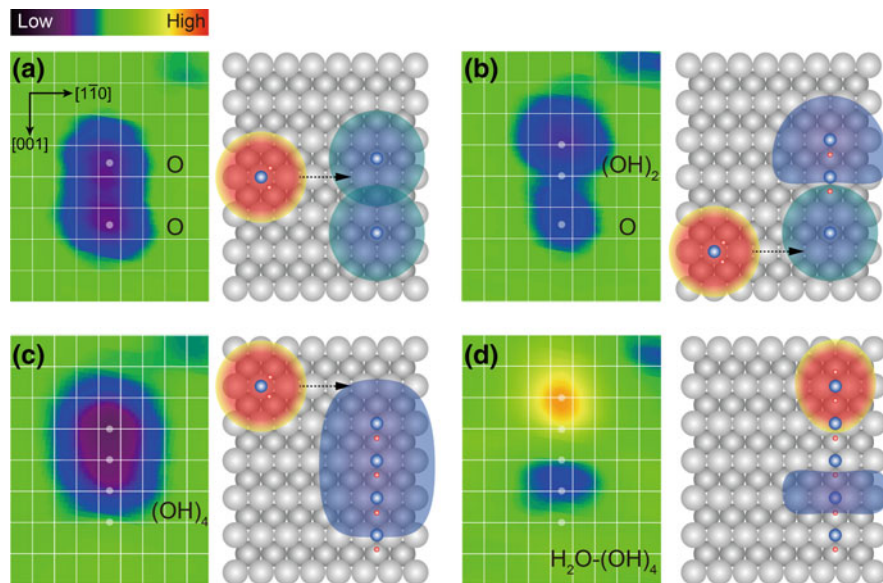 Low High
(a)
[11̄0]
[001]
O
O
(b)
(OH)₂
O
(c)
(OH)₄
(d)
H₂O-(OH)₄